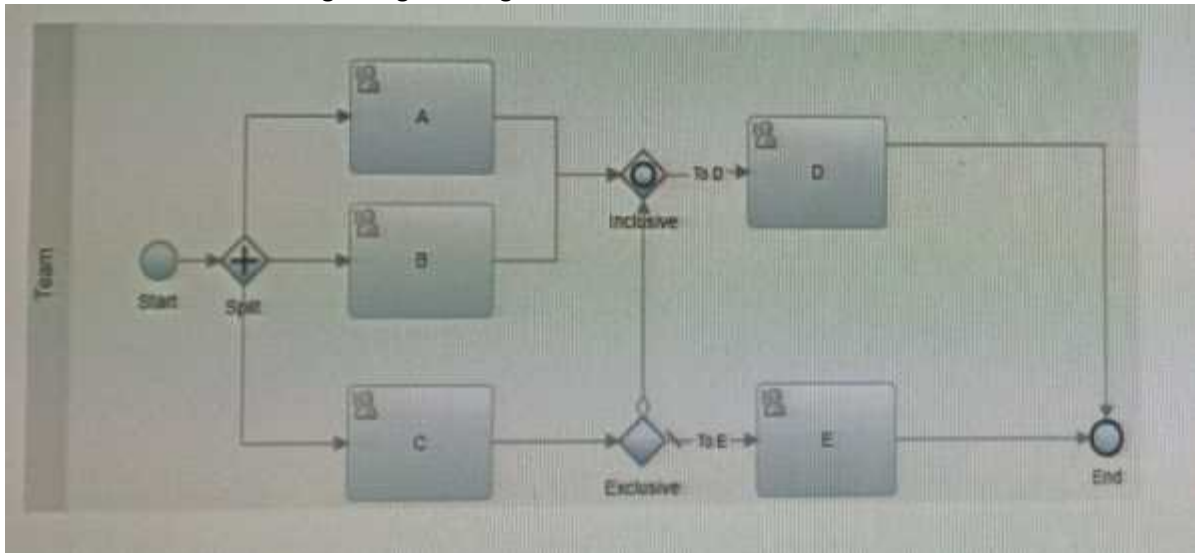 Team
Start
Split
A
B
C
Inclusive
To D
D
Exclusive
To E
E
End